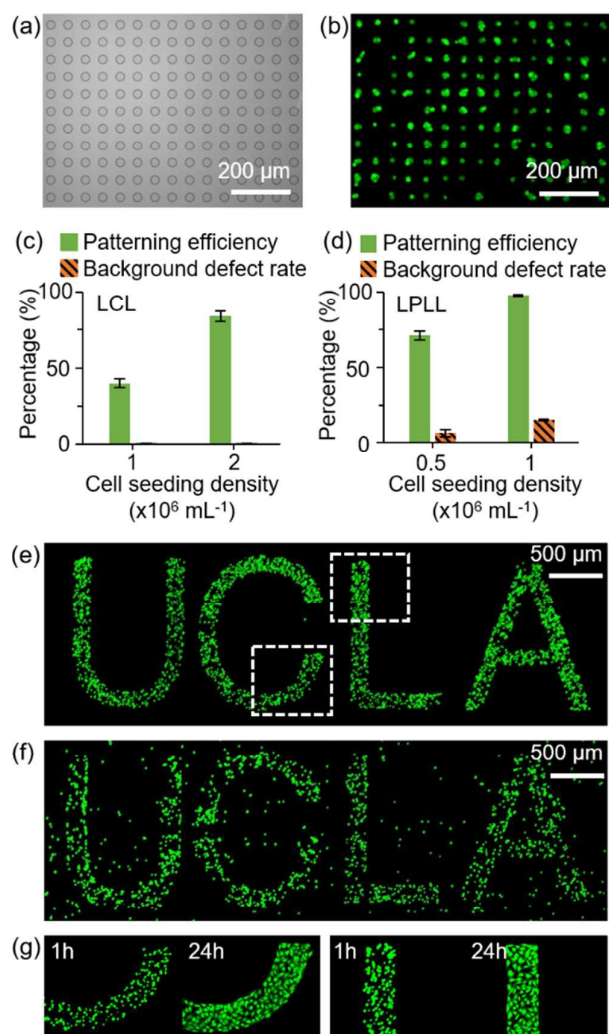 (a)
200 µm
(b)
200 µm
(c)
Patterning efficiency
Background defect rate
Percentage (%)
100
50
0
LCL
1
2
Cell seeding density
(x10⁶ mL⁻¹)
(d)
Patterning efficiency
Background defect rate
Percentage (%)
100
50
0
LPLL
0.5
1
Cell seeding density
(x10⁶ mL⁻¹)
(e)
500 µm
UCLA
(f)
500 µm
UCLA
(g)
1h
24h
1h
24h